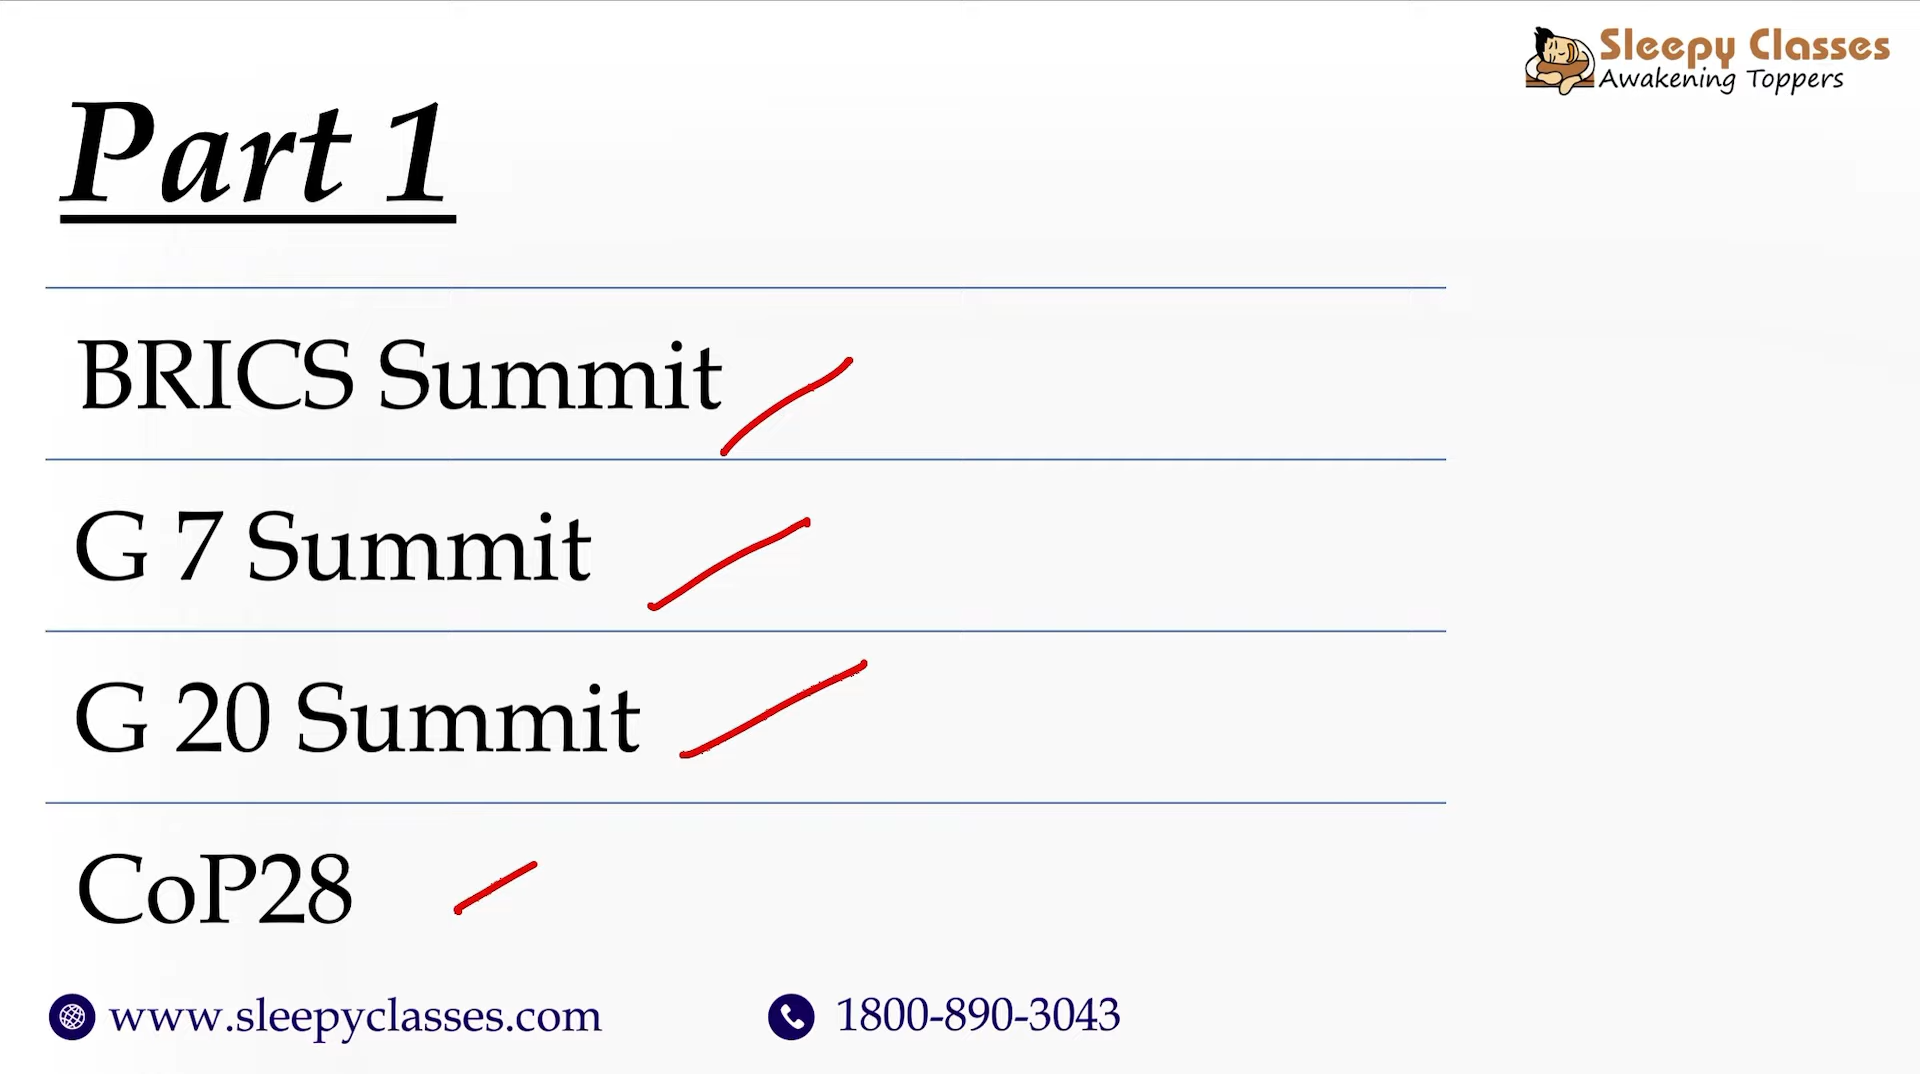 Sleepy Classes
Awakening Toppers
Part 1
BRICS Summit
G 7 Summit
G 20 Summit
CoP28
www.sleepyclasses.com
1800-890-3043